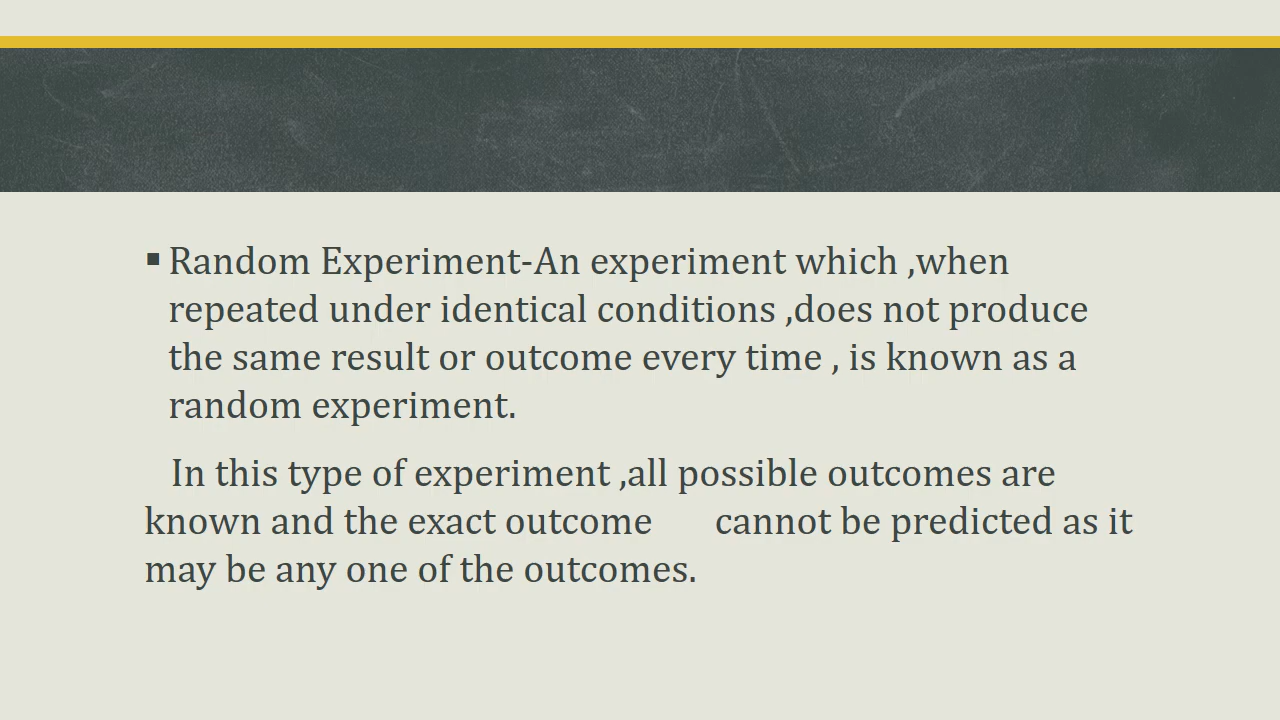 ▪ Random Experiment-An experiment which ,when
repeated under identical conditions ,does not produce
the same result or outcome every time , is known as a
random experiment.
In this type of experiment ,all possible outcomes are
known and the exact outcome      cannot be predicted as it
may be any one of the outcomes.